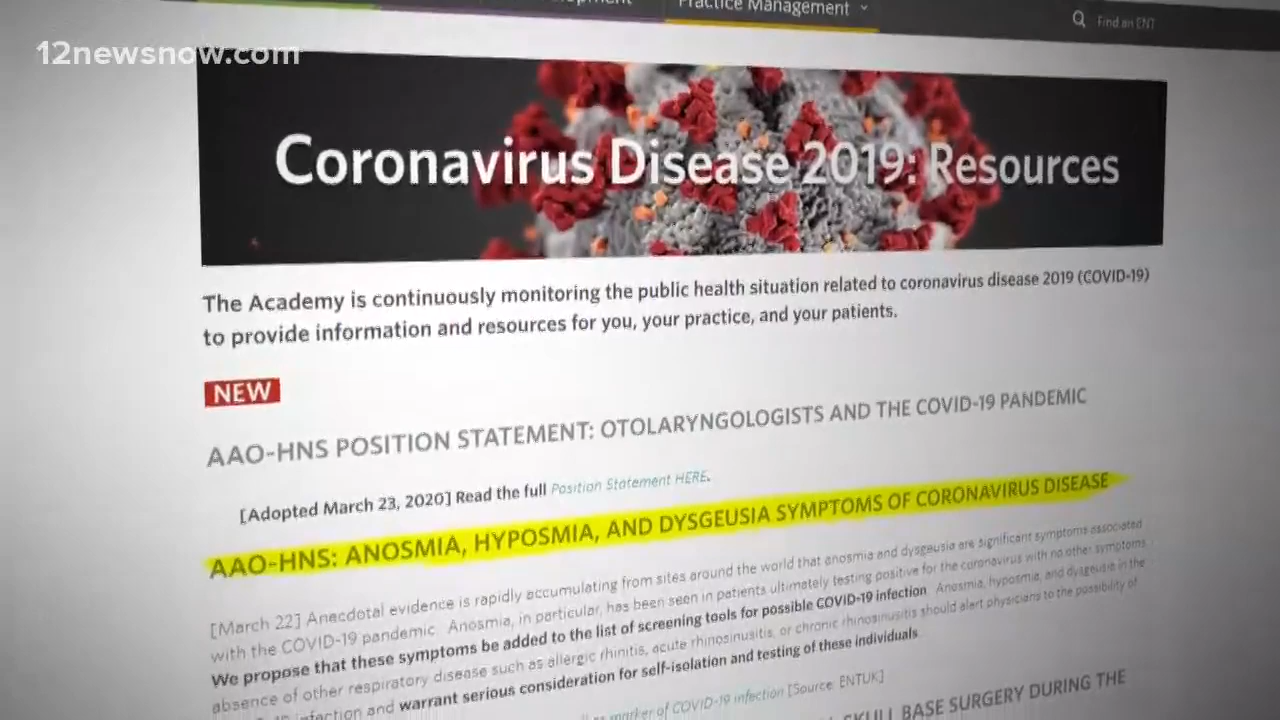 Practice Management
Find an ENT
12newsnow.com
Coronavirus Disease 2019: Resources
The Academy is continuously monitoring the public health situation related to coronavirus disease 2019 (COVID-19)
to provide information and resources for you, your practice, and your patients.
NEW
AAO-HNS POSITION STATEMENT: OTOLARYNGOLOGISTS AND THE COVID-19 PANDEMIC
[Adopted March 23, 2020] Read the full Position Statement HERE.
AAO-HNS: ANOSMIA, HYPOSMIA, AND DYSGEUSIA SYMPTOMS OF CORONAVIRUS DISEASE
[March 22] Anecdotal evidence is rapidly accumulating from sites around the world that anosmia and dysgeusia are significant symptoms associated
with the COVID-19 pandemic. Anosmia, in particular, has been seen in patients ultimately testing positive for the coronavirus with no other symptoms.
We propose that these symptoms be added to the list of screening tools for possible COVID-19 infection. Anosmia, hyposmia, and dysgeusia in the
absence of other respiratory disease such as allergic rhinitis, acute rhinosinusitis, or chronic rhinosinusitis should alert physicians to the possibility of
infection and warrant serious consideration for self-isolation and testing of these individuals.
marker of COVID-19 infection [Source: ENTUK]
SKULL BASE SURGERY DURING THE